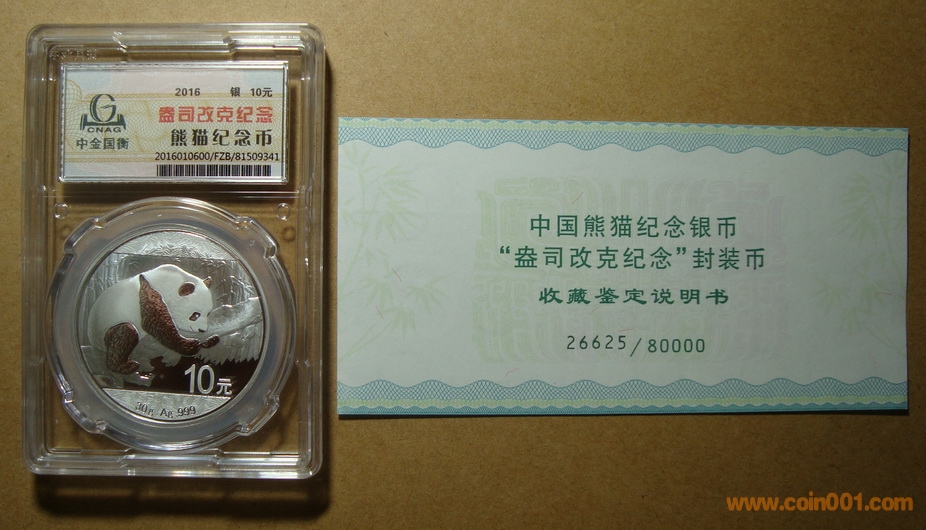 2016 银 10元
盎司改克纪念
熊猫纪念币
2016010600/FZB/81509341
CNAG
中金国衡
10元
30g Ag 999
中国熊猫纪念银币
“盎司改克纪念”封装币
收藏鉴定说明书
26625/80000
www.coin001.com